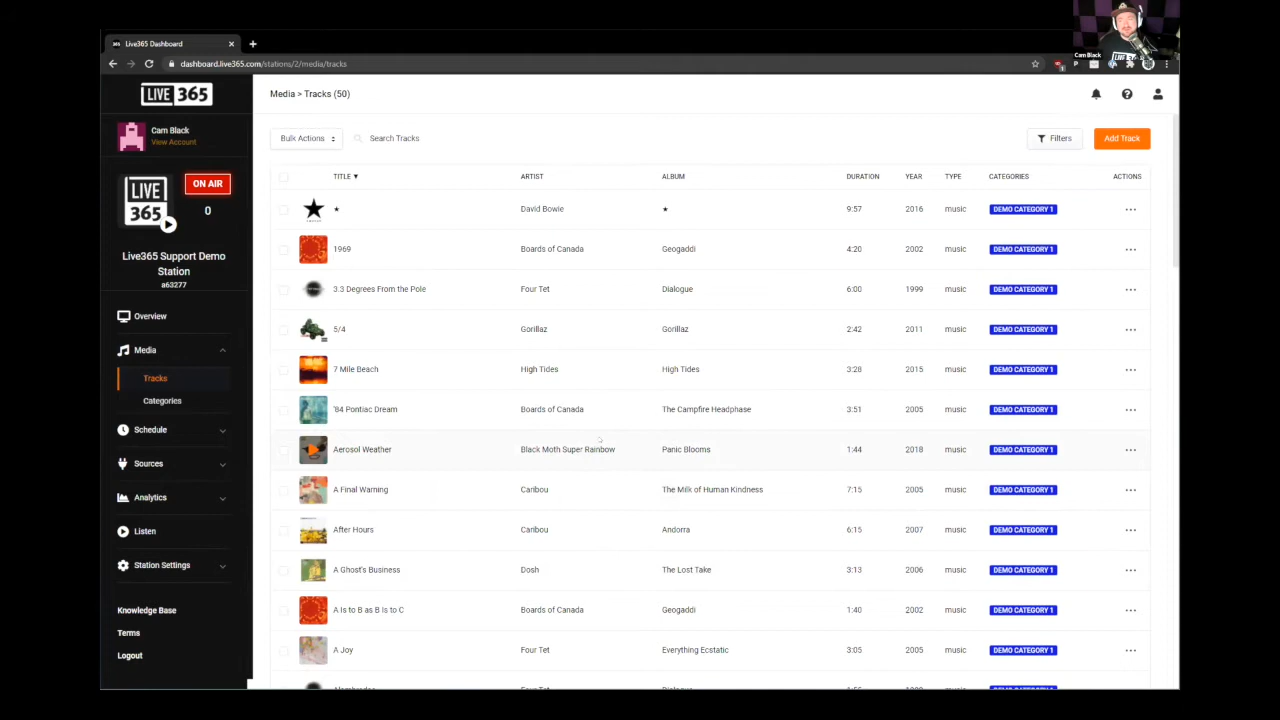 Cam Black
Live365 Dashboard
dashboard.live365.com/stations/2/media/tracks
LIVE 365
Media > Tracks (50)
Cam Black
View Account
Bulk Actions
Search Tracks
Filters
Add Track
LIVE
365
ON AIR
0
Live365 Support Demo
Station
a63277
Overview
Media
Tracks
Categories
Schedule
Sources
Analytics
Listen
Station Settings
Knowledge Base
Terms
Logout
TITLE ▼ ARTIST ALBUM DURATION YEAR TYPE CATEGORIES ACTIONS
★ David Bowie ★ 9:57 2016 music DEMO CATEGORY 1
1969 Boards of Canada Geogaddi 4:20 2002 music DEMO CATEGORY 1
3.3 Degrees From the Pole Four Tet Dialogue 6:00 1999 music DEMO CATEGORY 1
5/4 Gorillaz Gorillaz 2:42 2011 music DEMO CATEGORY 1
7 Mile Beach High Tides High Tides 3:28 2015 music DEMO CATEGORY 1
'84 Pontiac Dream Boards of Canada The Campfire Headphase 3:51 2005 music DEMO CATEGORY 1
Aerosol Weather Black Moth Super Rainbow Panic Blooms 1:44 2018 music DEMO CATEGORY 1
A Final Warning Caribou The Milk of Human Kindness 7:15 2005 music DEMO CATEGORY 1
After Hours Caribou Andorra 6:15 2007 music DEMO CATEGORY 1
A Ghost's Business Dosh The Lost Take 3:13 2006 music DEMO CATEGORY 1
A Is to B as B Is to C Boards of Canada Geogaddi 1:40 2002 music DEMO CATEGORY 1
A Joy Four Tet Everything Ecstatic 3:05 2005 music DEMO CATEGORY 1